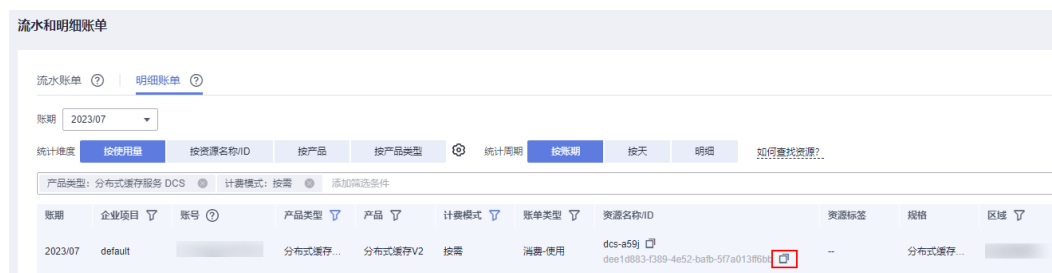 流水和明细账单
流水账单 明细账单
账期 2023/07
统计维度 按使用量 按资源名称/ID 按产品 按产品类型 统计周期 按账期 按天 明细 如何查找资源?
产品类型: 分布式缓存服务 DCS 计费模式: 按需 添加筛选条件
账期 企业项目 账号 产品类型 产品 计费模式 账单类型 资源名称/ID 资源标签 规格 区域
2023/07 default 分布式缓存... 分布式缓存V2 按需 消费-使用 dcs-a59j -- 分布式缓存...
dee1d883-f389-4e52-bafb-5f7a013ff6bb